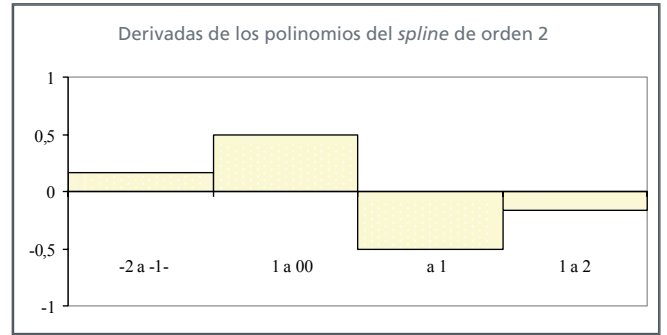 Derivadas de los polinomios del spline de orden 2
1
0,5
0
-0,5
-1
-2 a -1- 1 a 00 a 1 1 a 2